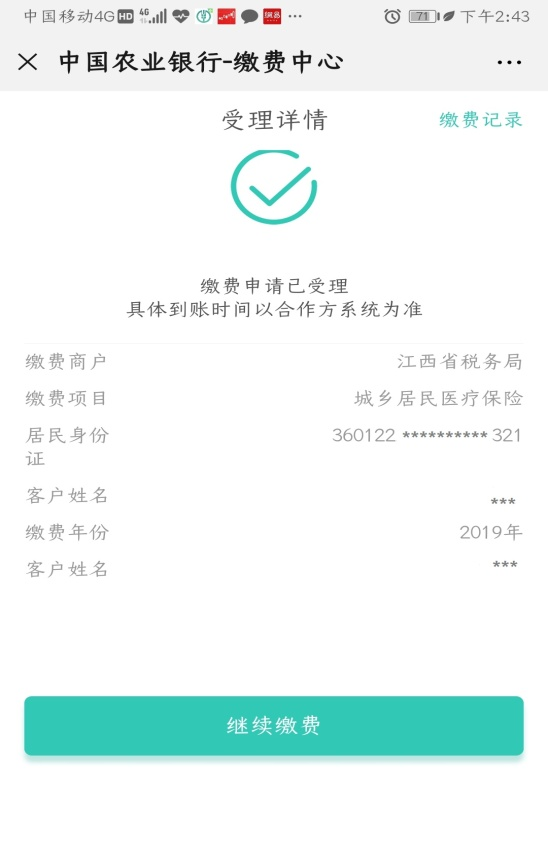 中国移动4G HD 4G 71 下午2:43
中国农业银行-缴费中心
受理详情 缴费记录
缴费申请已受理
具体到账时间以合作方系统为准
缴费商户 江西省税务局
缴费项目 城乡居民医疗保险
居民身份证 360122 ********** 321
客户姓名 ***
缴费年份 2019年
客户姓名 ***
继续缴费